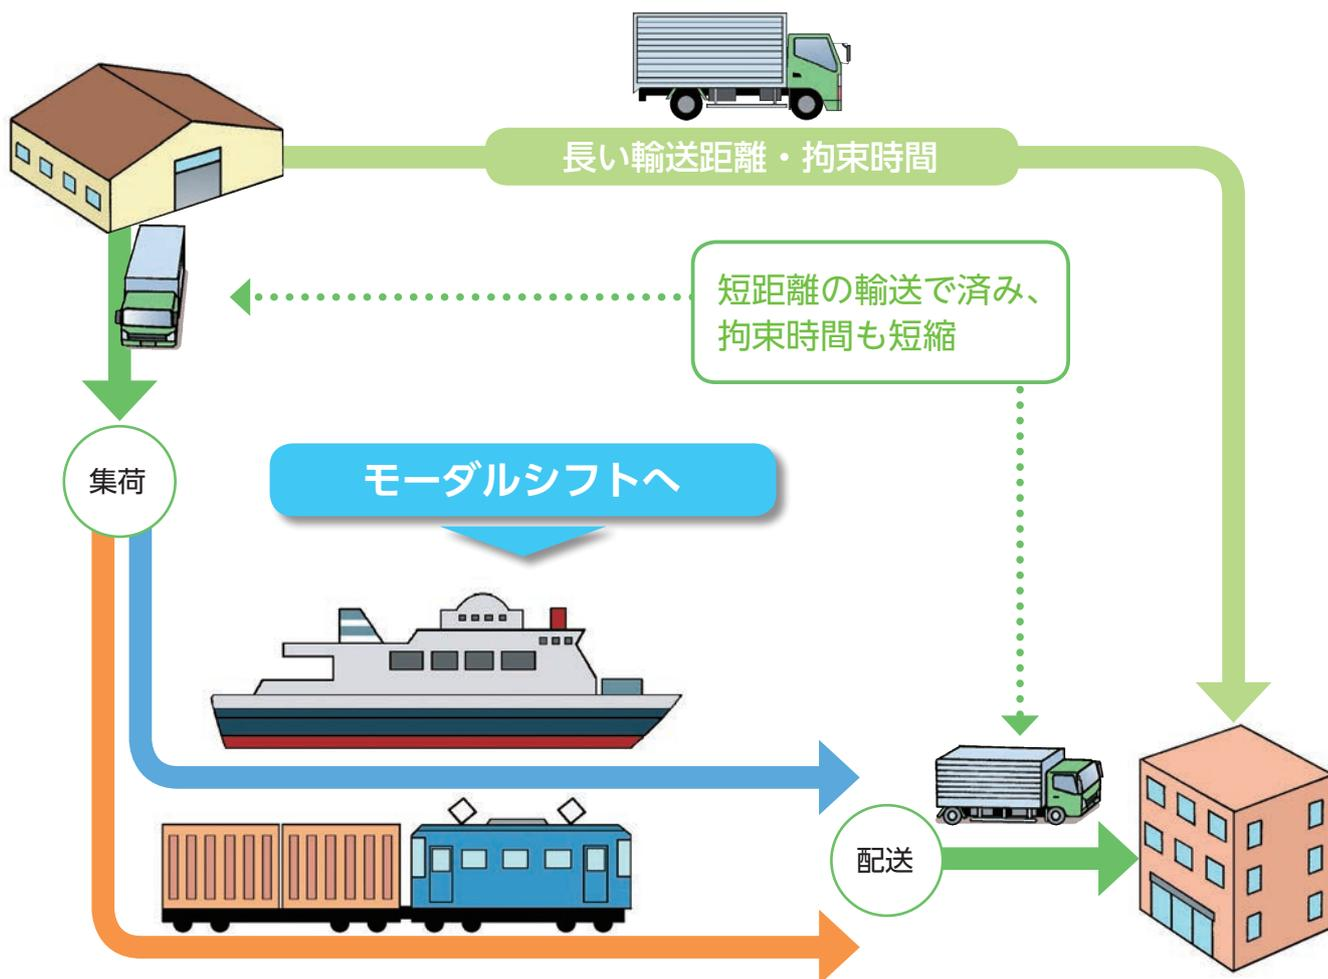 長い輸送距離・拘束時間
短距離の輸送で済み、
拘束時間も短縮
集荷
モーダルシフトへ
配送